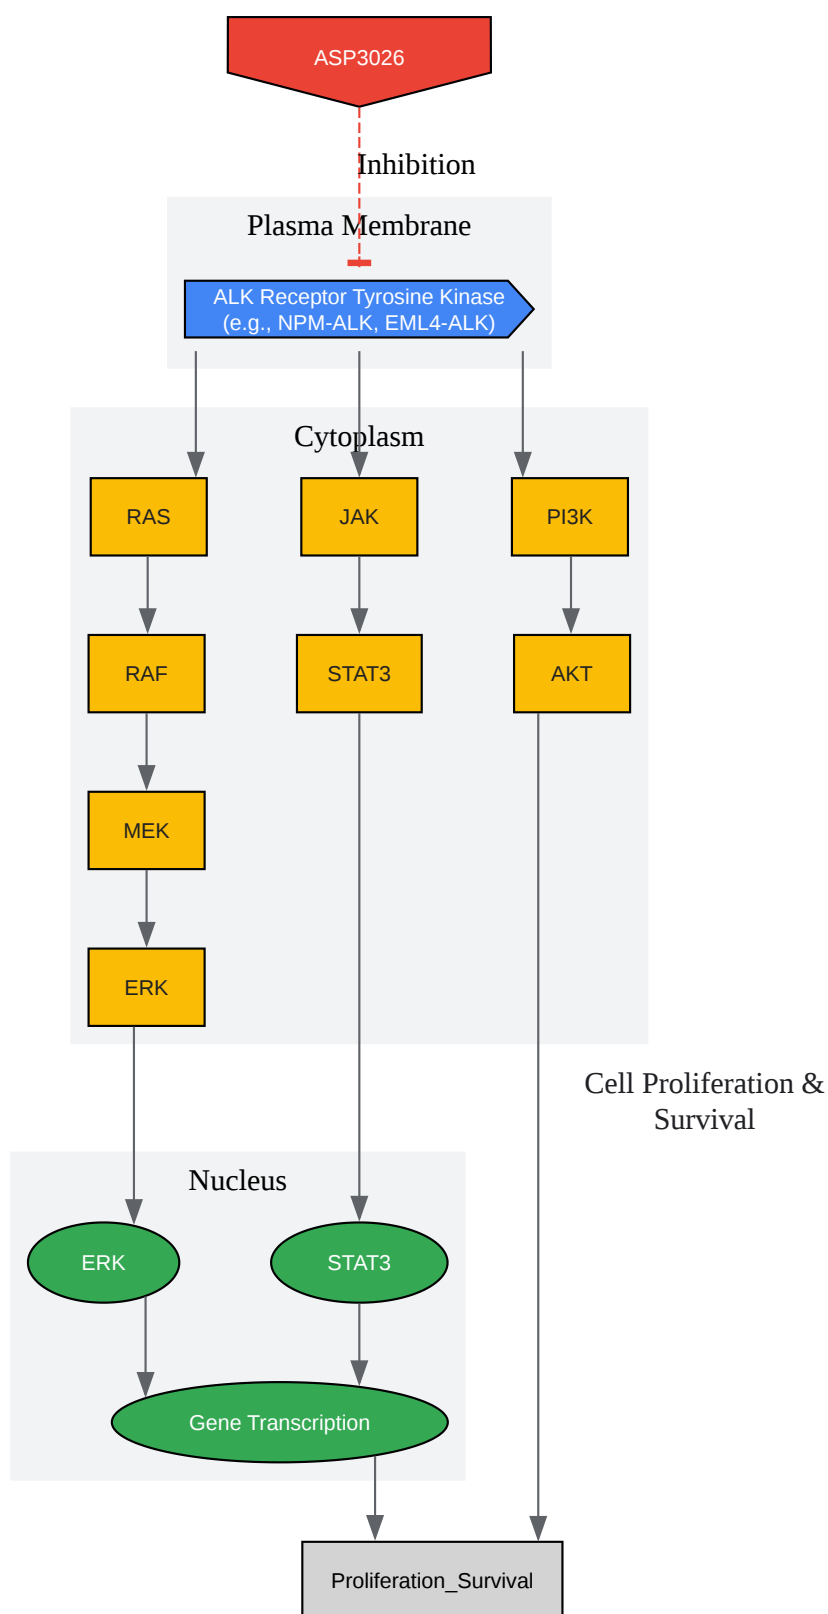 ASP3026
Inhibition
Plasma Membrane
ALK Receptor Tyrosine Kinase
(e.g., NPM-ALK, EML4-ALK)
Cytoplasm
RAS
JAK
PI3K
RAF
STAT3
AKT
MEK
ERK
Cell Proliferation &
Survival
Nucleus
ERK
STAT3
Gene Transcription
Proliferation_Survival